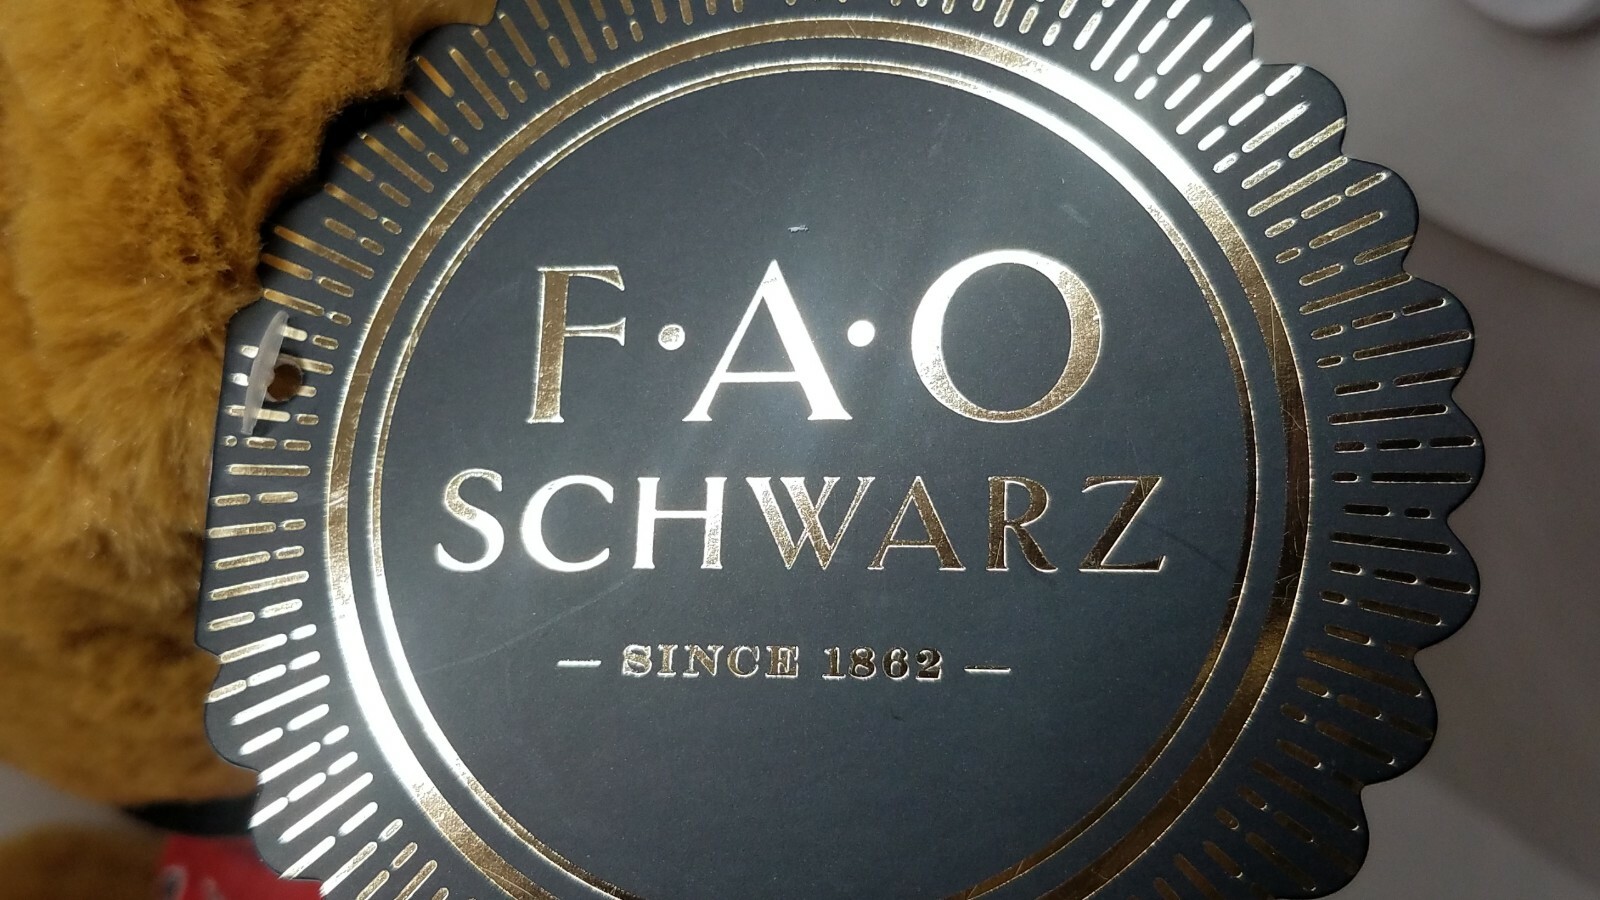 F·A·O
SCHWARZ
— SINCE 1862 —